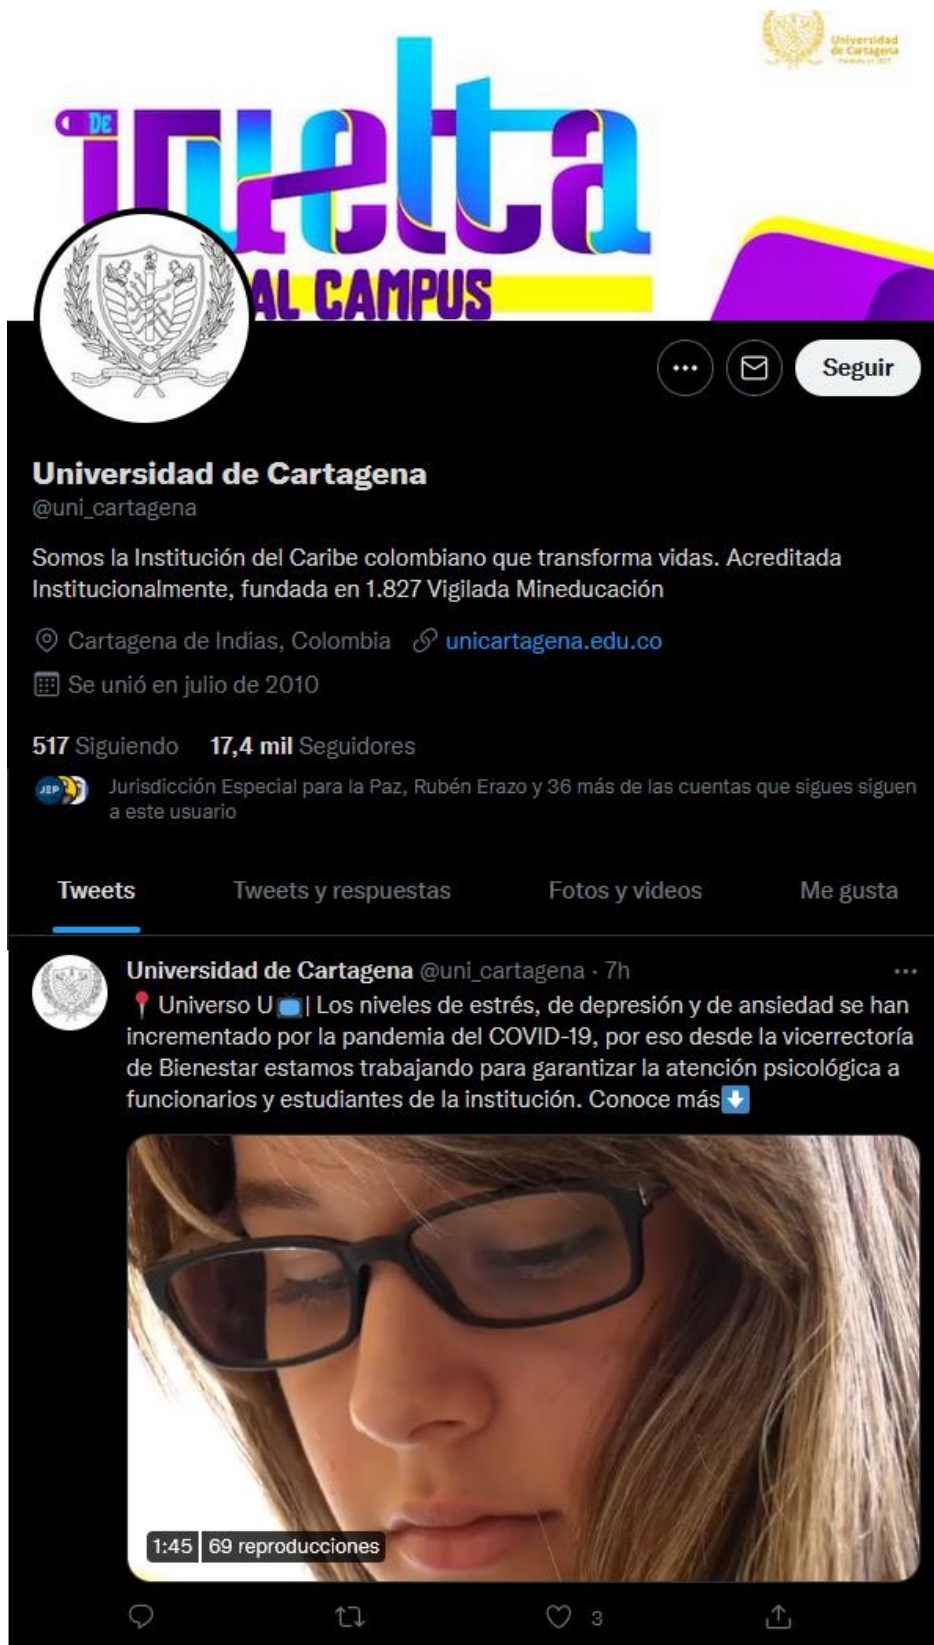 Universidad
de Cartagena
Fundada en 1827
DE
vuelta
AL CAMPUS
Seguir
Universidad de Cartagena
@uni_cartagena
Somos la Institución del Caribe colombiano que transforma vidas. Acreditada
Institucionalmente, fundada en 1.827 Vigilada Mineducación
Cartagena de Indias, Colombia unicartagena.edu.co
Se unió en julio de 2010
517 Siguiendo 17,4 mil Seguidores
JEP
Jurisdicción Especial para la Paz, Rubén Erazo y 36 más de las cuentas que sigues siguen
a este usuario
Tweets Tweets y respuestas Fotos y videos Me gusta
Universidad de Cartagena @uni_cartagena · 7h
📍 Universo U📺| Los niveles de estrés, de depresión y de ansiedad se han
incrementado por la pandemia del COVID-19, por eso desde la vicerrectoría
de Bienestar estamos trabajando para garantizar la atención psicológica a
funcionarios y estudiantes de la institución. Conoce más⬇️
1:45 69 reproducciones
3